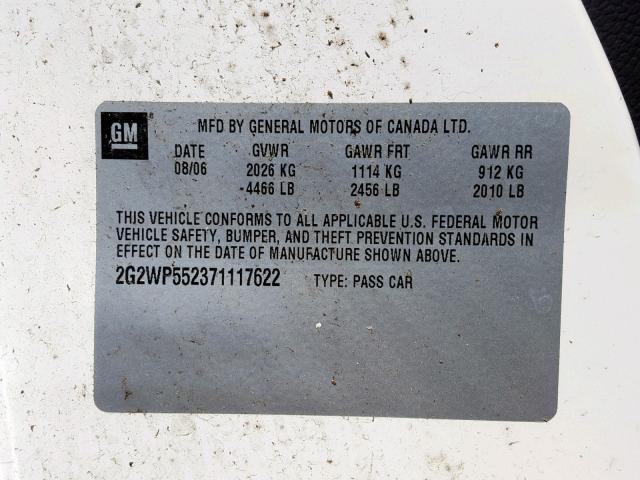 GM®
MFD BY GENERAL MOTORS OF CANADA LTD.
DATE GVWR GAWR FRT GAWR RR
08/06 2026 KG 1114 KG 912 KG
4466 LB 2456 LB 2010 LB
THIS VEHICLE CONFORMS TO ALL APPLICABLE U.S. FEDERAL MOTOR
VEHICLE SAFETY, BUMPER, AND THEFT PREVENTION STANDARDS IN
EFFECT ON THE DATE OF MANUFACTURE SHOWN ABOVE.
2G2WP552371117622 TYPE: PASS CAR